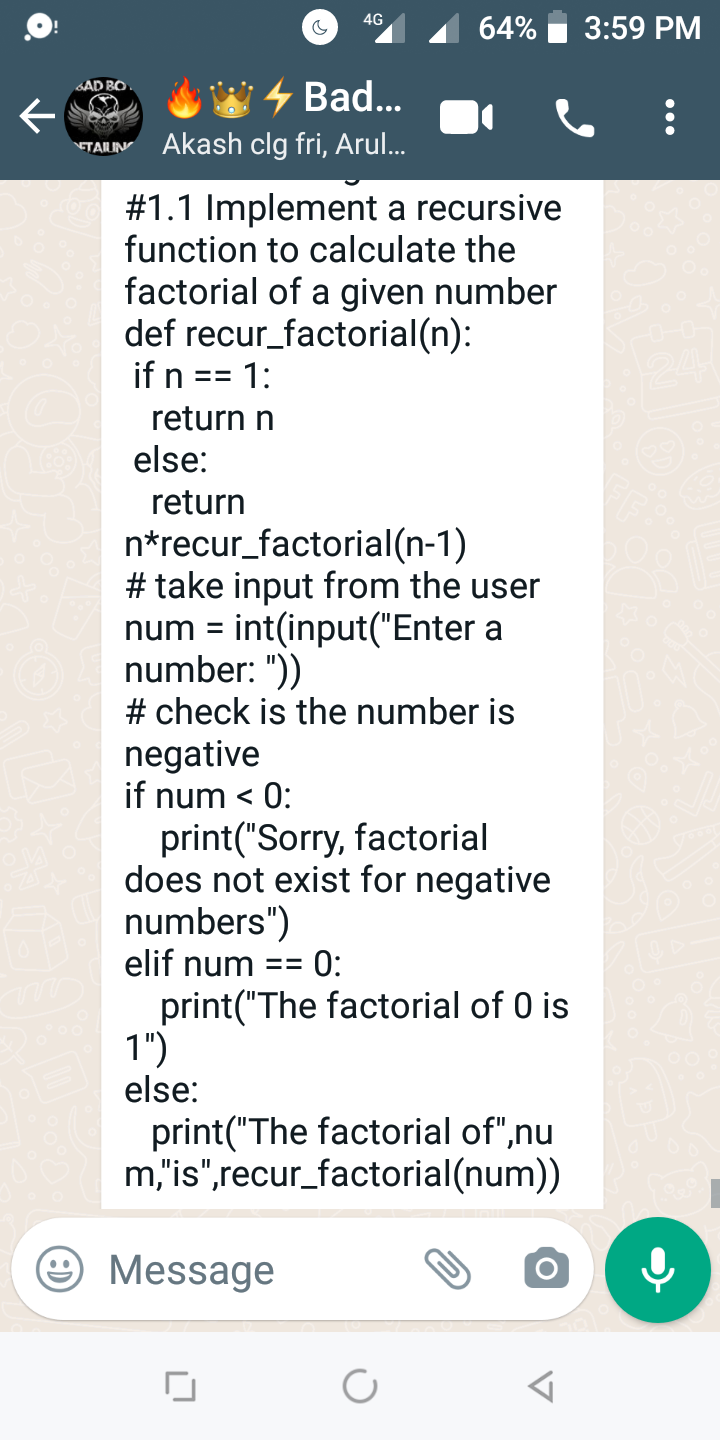 4G 64% 3:59 PM
BAD BO
DETAILING
🔥👑⚡Bad...
Akash clg fri, Arul...
#1.1 Implement a recursive
function to calculate the
factorial of a given number
def recur_factorial(n):
 if n == 1:
   return n
 else:
   return
n*recur_factorial(n-1)
# take input from the user
num = int(input("Enter a
number: "))
# check is the number is
negative
if num < 0:
    print("Sorry, factorial
does not exist for negative
numbers")
elif num == 0:
    print("The factorial of 0 is
1")
else:
   print("The factorial of",nu
m,"is",recur_factorial(num))
Message